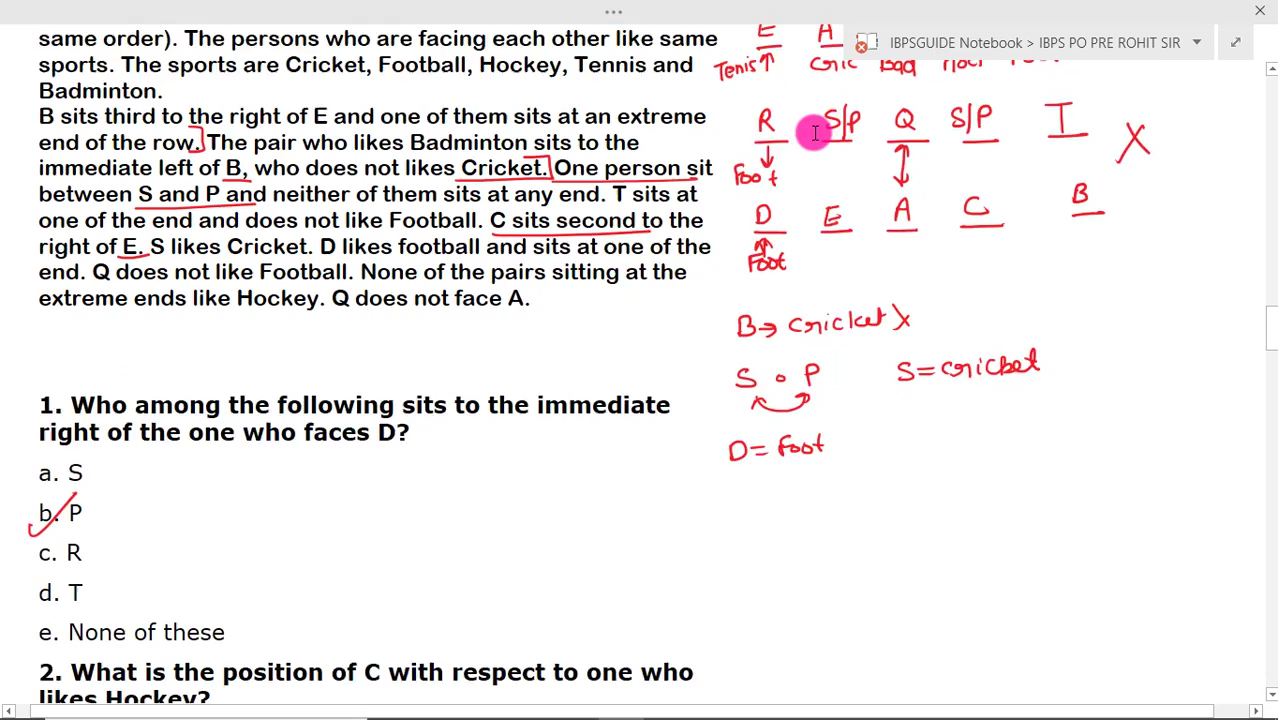 same order). The persons who are facing each other like same
sports. The sports are Cricket, Football, Hockey, Tennis and
Badminton.
B sits third to the right of E and one of them sits at an extreme
end of the row. The pair who likes Badminton sits to the
immediate left of B, who does not likes Cricket. One person sit
between S and P and neither of them sits at any end. T sits at
one of the end and does not like Football. C sits second to the
right of E. S likes Cricket. D likes football and sits at one of the
end. Q does not like Football. None of the pairs sitting at the
extreme ends like Hockey. Q does not face A.
1. Who among the following sits to the immediate
right of the one who faces D?
a. S
b. P
c. R
d. T
e. None of these
2. What is the position of C with respect to one who
likes Hockey?
IBPSGUIDE Notebook > IBPS PO PRE ROHIT SIR
E A
Tenis Cric Bad
R S/P Q S/P T X
Foot
D E A C B
Foot
B→ cricket X
S o P S= cricket
D= Foot